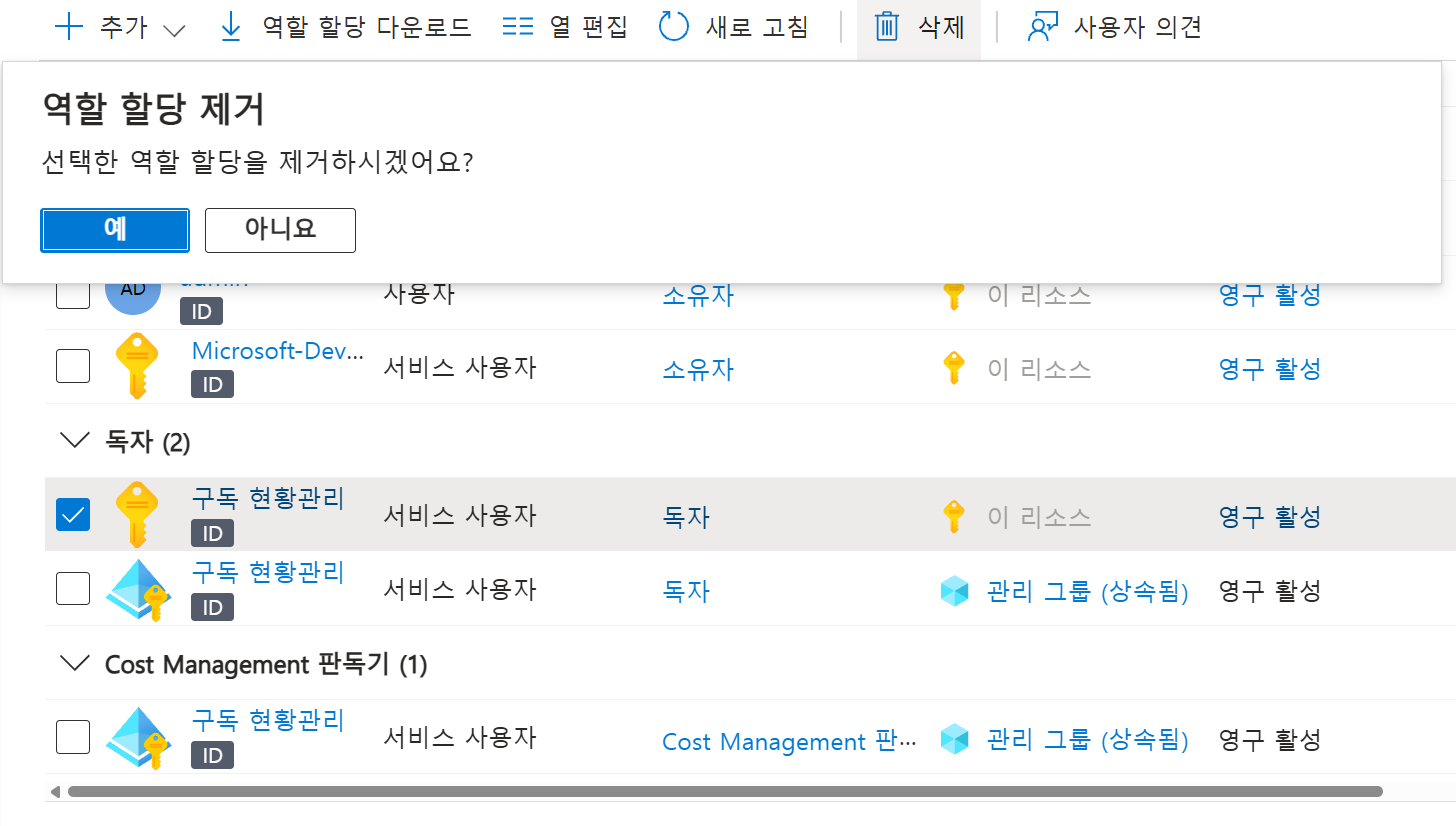 추가 역할 할당 다운로드 열 편집 새로 고침 삭제 사용자 의견
역할 할당 제거
선택한 역할 할당을 제거하시겠어요?
예 아니요
AD 사용자 소유자 이 리소스 영구 활성
ID
Microsoft-Dev... 서비스 사용자 소유자 이 리소스 영구 활성
ID
독자 (2)
구독 현황관리 서비스 사용자 독자 이 리소스 영구 활성
ID
구독 현황관리 서비스 사용자 독자 관리 그룹 (상속됨) 영구 활성
ID
Cost Management 판독기 (1)
구독 현황관리 서비스 사용자 Cost Management 판... 관리 그룹 (상속됨) 영구 활성
ID